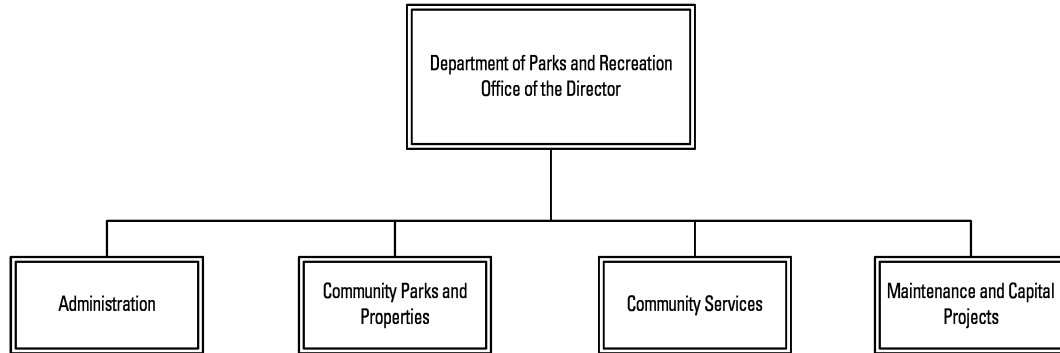 Department of Parks and Recreation
Office of the Director
Administration
Community Parks and
Properties
Community Services
Maintenance and Capital
Projects